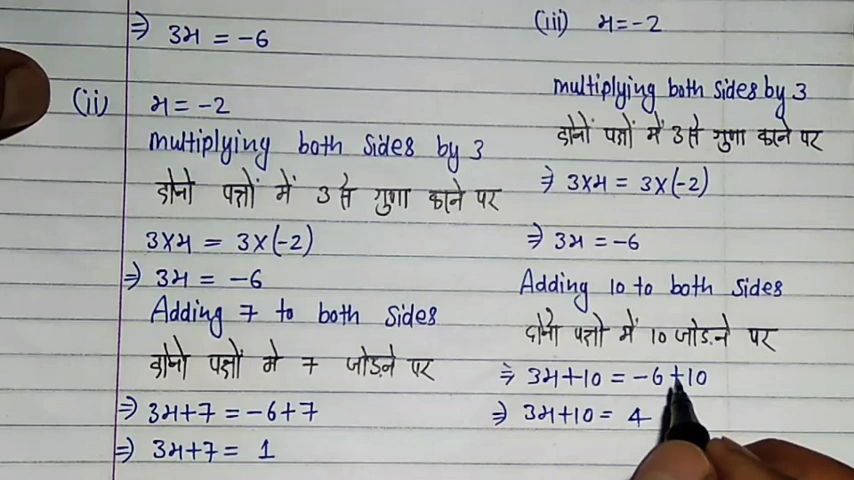 ⇒ 3x = -6
(ii) x = -2
multiplying both sides by 3
दोनों पक्षों में 3 से गुणा करने पर
3×x = 3×(-2)
⇒ 3x = -6
Adding 7 to both sides
दोनों पक्षों में 7 जोड़ने पर
⇒ 3x+7 = -6+7
⇒ 3x+7 = 1
(iii) x = -2
multiplying both sides by 3
दोनों पक्षों में 3 से गुणा करने पर
⇒ 3×x = 3×(-2)
⇒ 3x = -6
Adding 10 to both sides
दोनो पक्षो में 10 जोड़ने पर
⇒ 3x+10 = -6+10
⇒ 3x+10 = 4